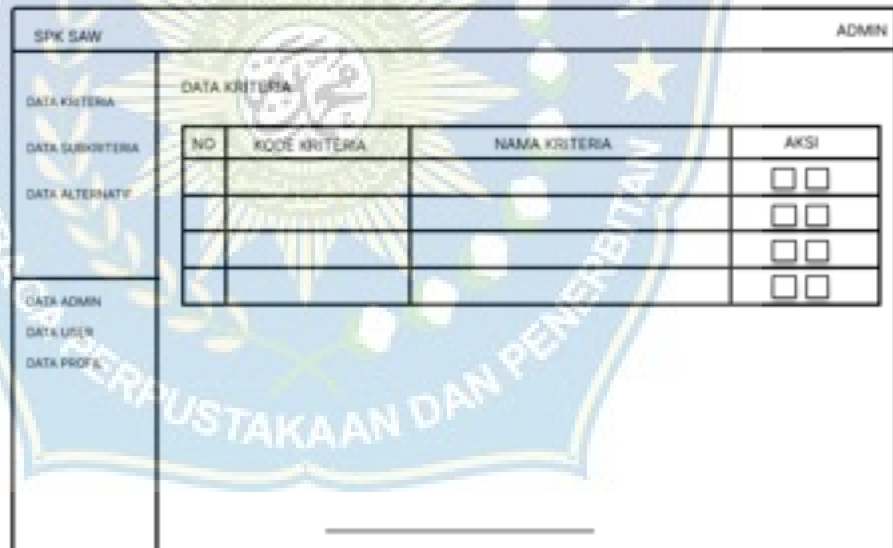 SPK SAW
ADMIN
DATA KRITERIA
DATA SUBKRITERIA
DATA ALTERNATIF
DATA ADMIN
DATA USER
DATA PROFIL
DATA KRITERIA
NO KODE KRITERIA NAMA KRITERIA AKSI
PERPUSTAKAAN DAN PENERBITAN